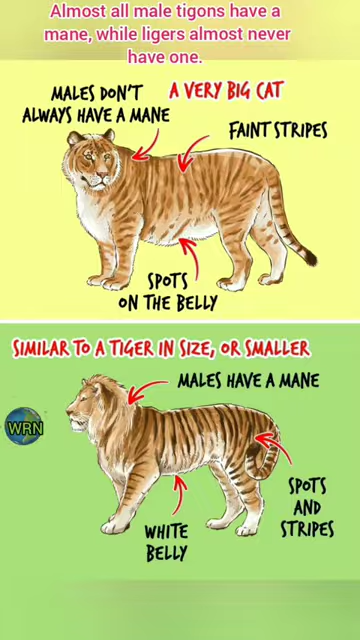 Almost all male tigons have a
mane, while ligers almost never
have one.
MALES DON'T
ALWAYS HAVE A MANE
A VERY BIG CAT
FAINT STRIPES
SPOTS
ON THE BELLY
SIMILAR TO A TIGER IN SIZE, OR SMALLER
MALES HAVE A MANE
WRN
SPOTS
AND
STRIPES
WHITE
BELLY